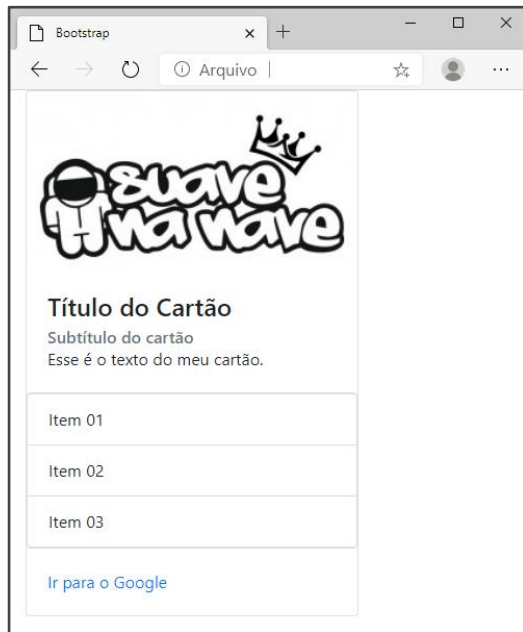 Bootstrap
Arquivo
suave
na nave
Título do Cartão
Subtítulo do cartão
Esse é o texto do meu cartão.
Item 01
Item 02
Item 03
Ir para o Google